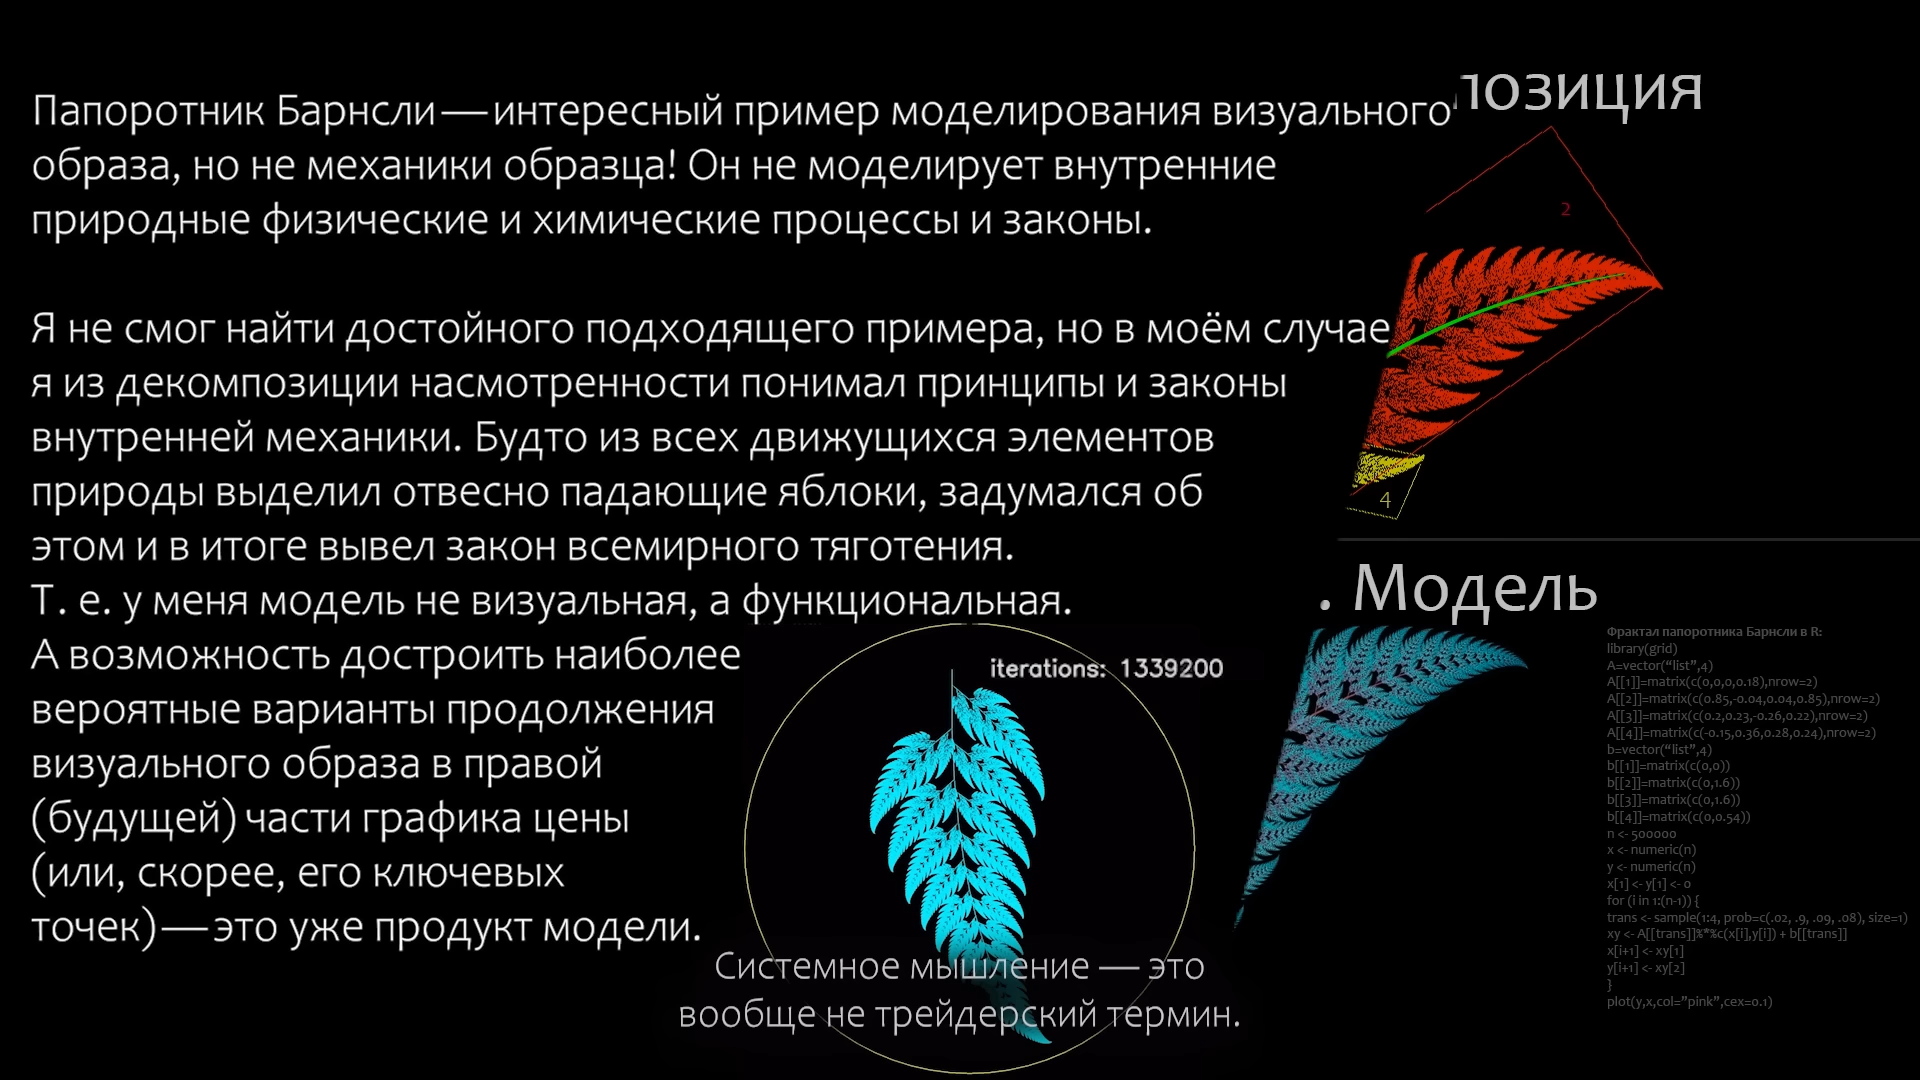 Папоротник Барнсли — интересный пример моделирования визуального
образа, но не механики образца! Он не моделирует внутренние
природные физические и химические процессы и законы.
Я не смог найти достойного подходящего примера, но в моём случае
я из декомпозиции насмотренности понимал принципы и законы
внутренней механики. Будто из всех движущихся элементов
природы выделил отвесно падающие яблоки, задумался об
этом и в итоге вывел закон всемирного тяготения.
Т. е. у меня модель не визуальная, а функциональная.
А возможность достроить наиболее
вероятные варианты продолжения
визуального образа в правой
(будущей) части графика цены
(или, скорее, его ключевых
точек) — это уже продукт модели.
позиция
2
4
. Модель
iterations: 1339200
Фрактал папоротника Барнсли в R:
library(grid)
A=vector(“list”,4)
A[[1]]=matrix(c(0,0,0,0.18),nrow=2)
A[[2]]=matrix(c(0.85,-0.04,0.04,0.85),nrow=2)
A[[3]]=matrix(c(0.2,0.23,-0.26,0.22),nrow=2)
A[[4]]=matrix(c(-0.15,0.36,0.28,0.24),nrow=2)
b=vector(“list”,4)
b[[1]]=matrix(c(0,0))
b[[2]]=matrix(c(0,1.6))
b[[3]]=matrix(c(0,1.6))
b[[4]]=matrix(c(0,0.54))
n <- 500000
x <- numeric(n)
y <- numeric(n)
x[1] <- y[1] <- 0
for (i in 1:(n-1)) {
trans <- sample(1:4, prob=c(.02, .9, .09, .08), size=1)
xy <- A[[trans]]%*%c(x[i],y[i]) + b[[trans]]
x[i+1] <- xy[1]
y[i+1] <- xy[2]
}
plot(y,x,col="pink",cex=0.1)
Системное мышление — это
вообще не трейдерский термин.